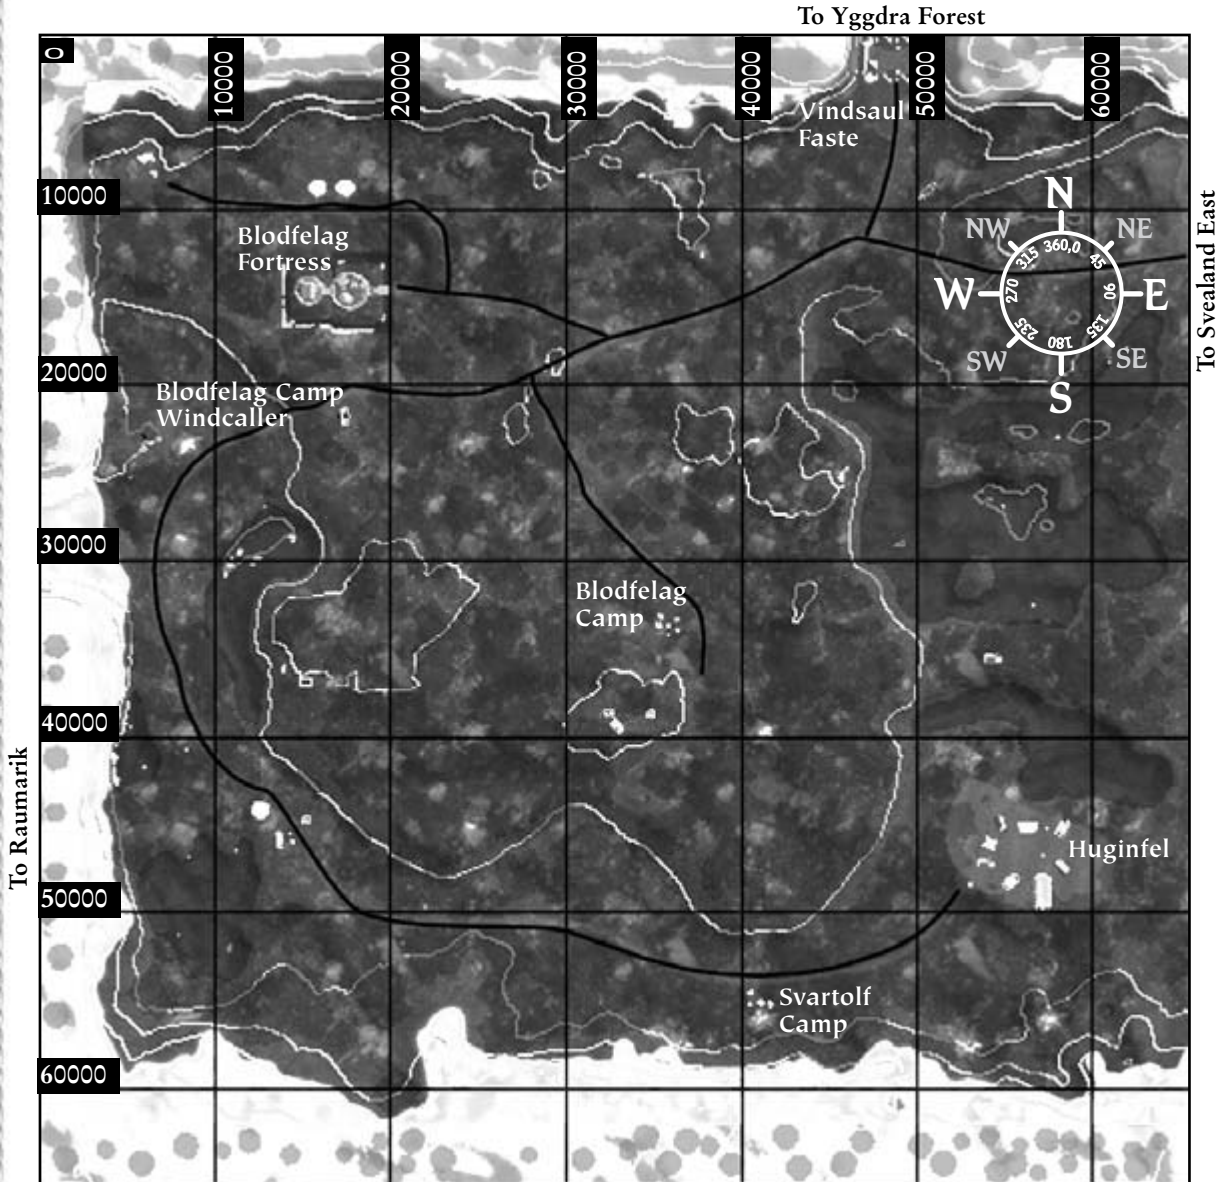 To Yggdra Forest
0
10000
20000
30000
40000
50000
60000
Vindsaul
Faste
10000
N
NW
NE
360,0
315
45
W
270
90
E
235
135
180
SW
SE
S
To Svealand East
Blodfelag
Fortress
20000
Blodfelag Camp
Windcaller
30000
Blodfelag
Camp
40000
To Raumarik
Huginfel
50000
Svartolf
Camp
60000